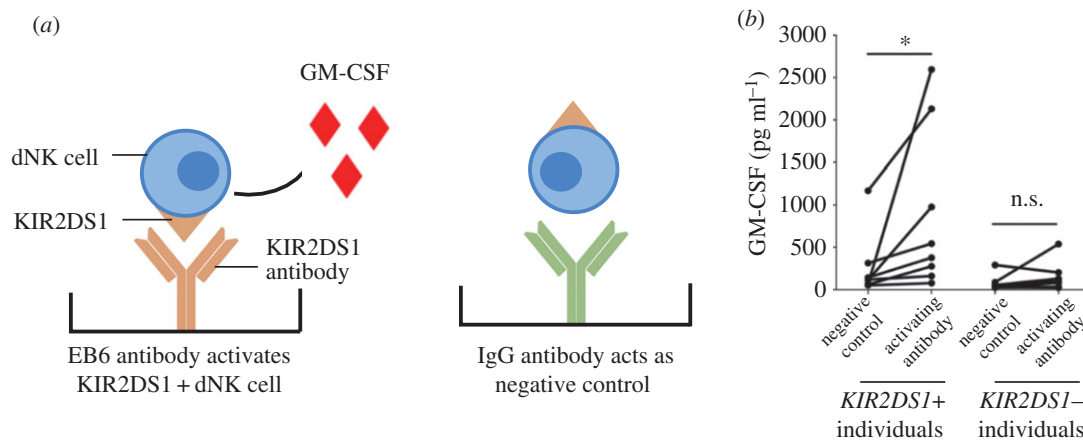 (a)
GM-CSF
dNK cell
KIR2DS1
KIR2DS1
antibody
EB6 antibody activates
KIR2DS1 + dNK cell
IgG antibody acts as
negative control
(b)
GM-CSF (pg ml⁻¹)
3000
2500
2000
1500
1000
500
0
*
n.s.
negative
control
activating
antibody
negative
control
activating
antibody
KIR2DS1+
individuals
KIR2DS1–
individuals